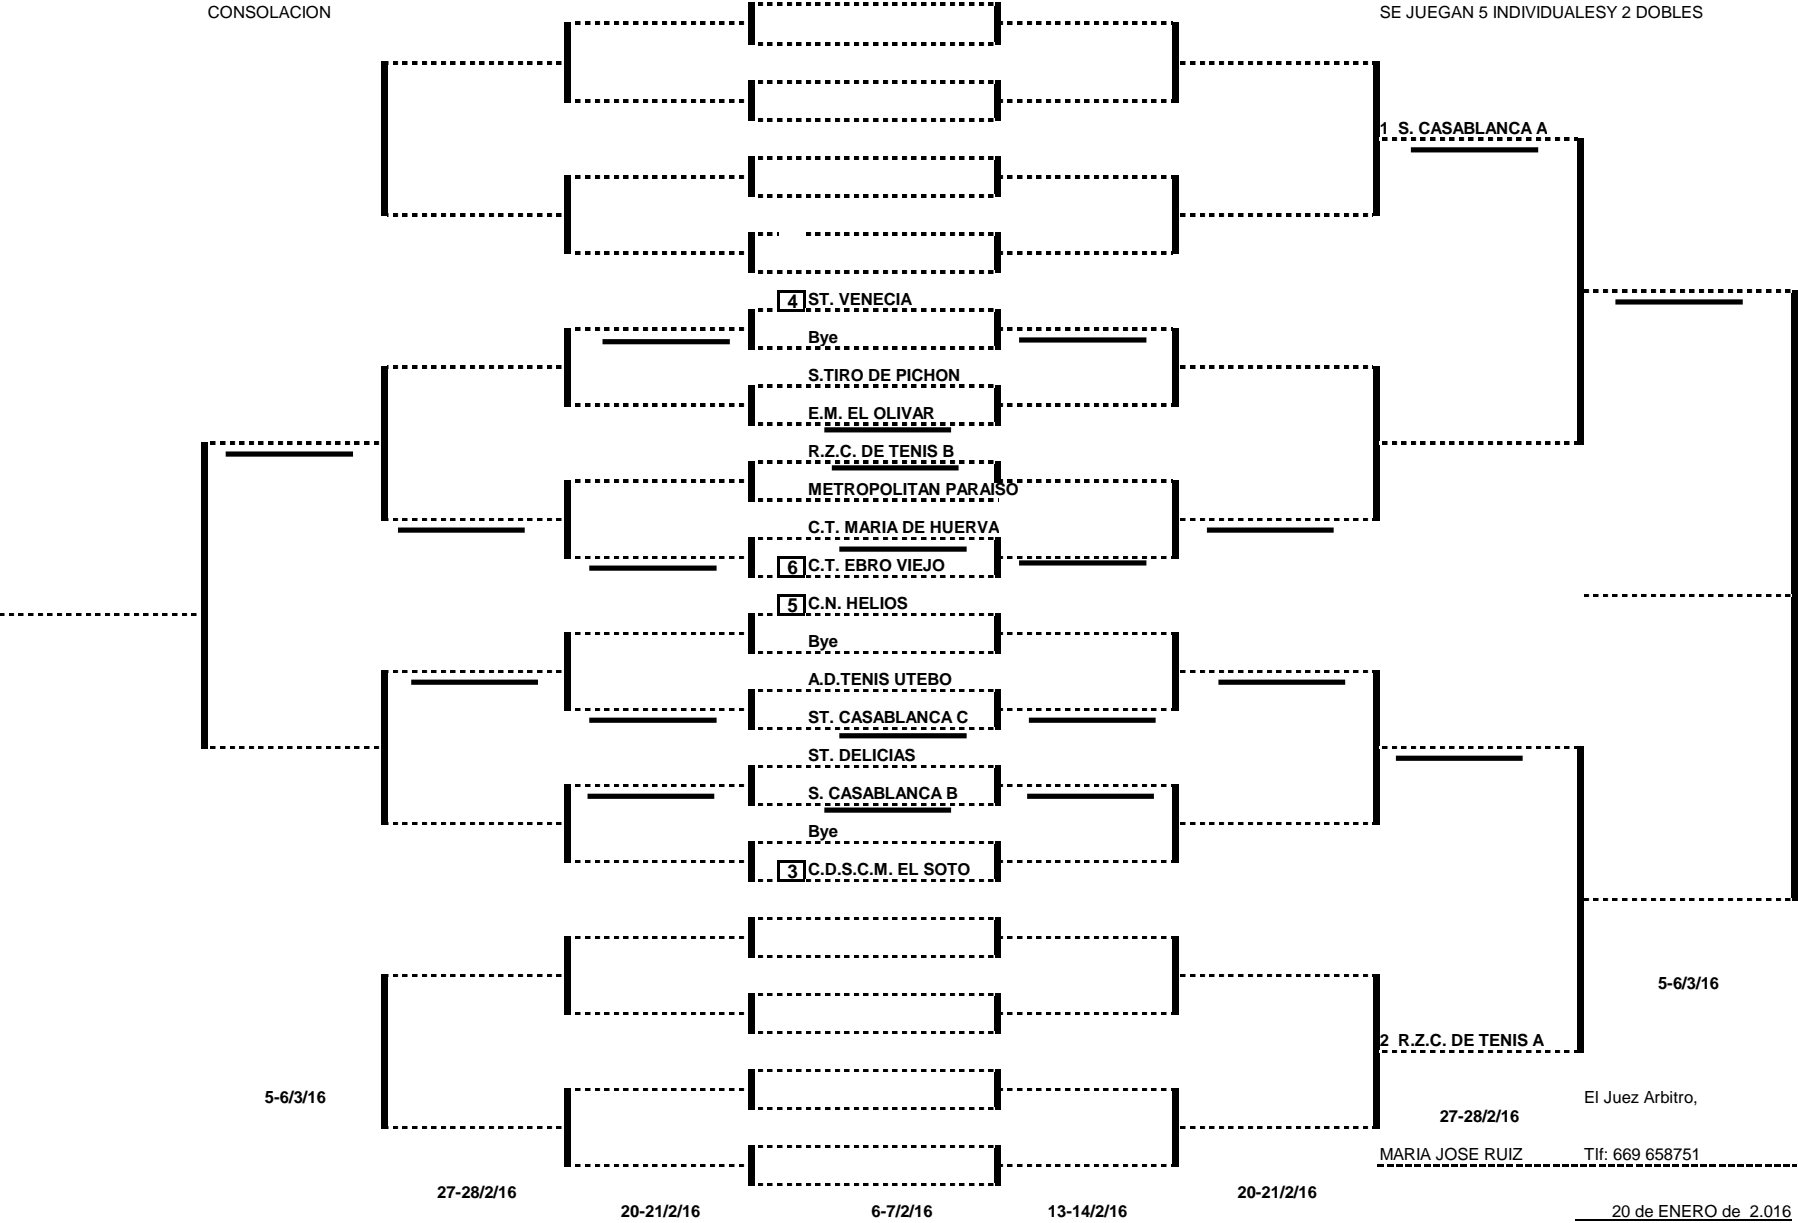 CONSOLACION
SE JUEGAN 5 INDIVIDUALESY 2 DOBLES
1 S. CASABLANCA A
4 ST. VENECIA
Bye
S.TIRO DE PICHON
E.M. EL OLIVAR
R.Z.C. DE TENIS B
METROPOLITAN PARAISO
C.T. MARIA DE HUERVA
6 C.T. EBRO VIEJO
5 C.N. HELIOS
Bye
A.D.TENIS UTEBO
ST. CASABLANCA C
ST. DELICIAS
S. CASABLANCA B
Bye
3 C.D.S.C.M. EL SOTO
5-6/3/16
2 R.Z.C. DE TENIS A
5-6/3/16
El Juez Arbitro,
27-28/2/16
MARIA JOSE RUIZ Tlf: 669 658751
27-28/2/16
20-21/2/16
20-21/2/16
6-7/2/16
13-14/2/16
20 de ENERO de 2.016